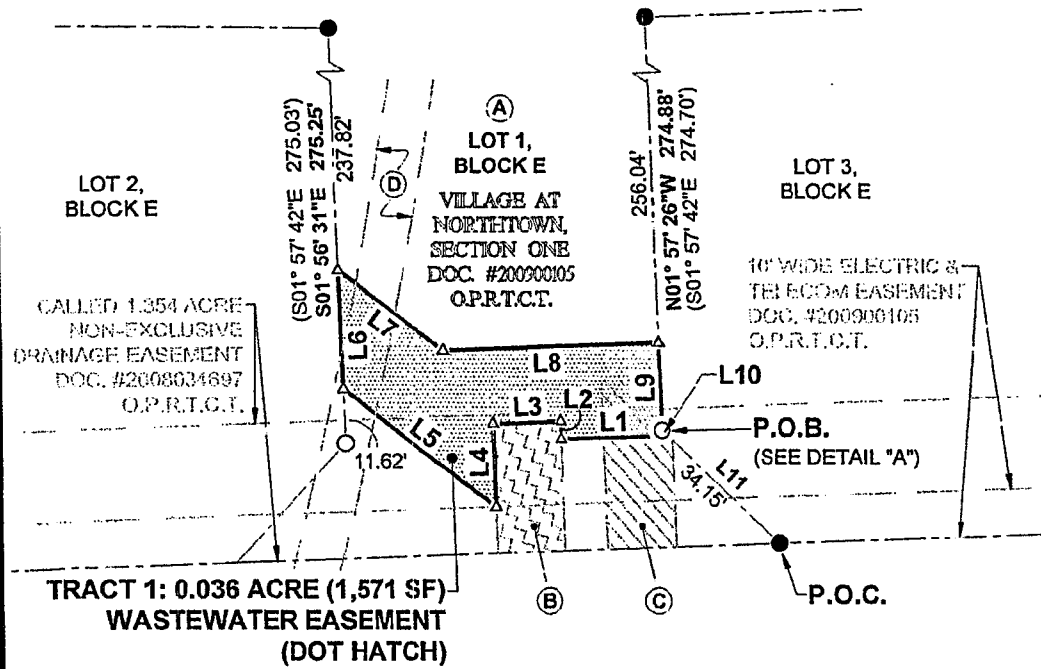 (S01° 57' 42"E 275.03')
S01° 56' 31"E 275.25'
237.82'
A
LOT 1,
BLOCK E
VILLAGE AT
NORTHTOWN,
SECTION ONE
DOC. #200900105
O.P.R.T.C.T.
D
LOT 2,
BLOCK E
256.04'
N01° 57' 26"W 274.88'
(S01° 57' 42"E 274.70')
LOT 3,
BLOCK E
CALLED 1.354 ACRE
NON-EXCLUSIVE
DRAINAGE EASEMENT
DOC. #2008034697
O.P.R.T.C.T.
10' WIDE ELECTRIC &
TELECOM EASEMENT
DOC. #200900105
O.P.R.T.C.T.
L7
L6
L8
L9
L10
L3
L2
L1
L5
L4
11.62'
P.O.B.
(SEE DETAIL "A")
L11
34.15'
TRACT 1: 0.036 ACRE (1,571 SF)
WASTEWATER EASEMENT
(DOT HATCH)
B
C
P.O.C.